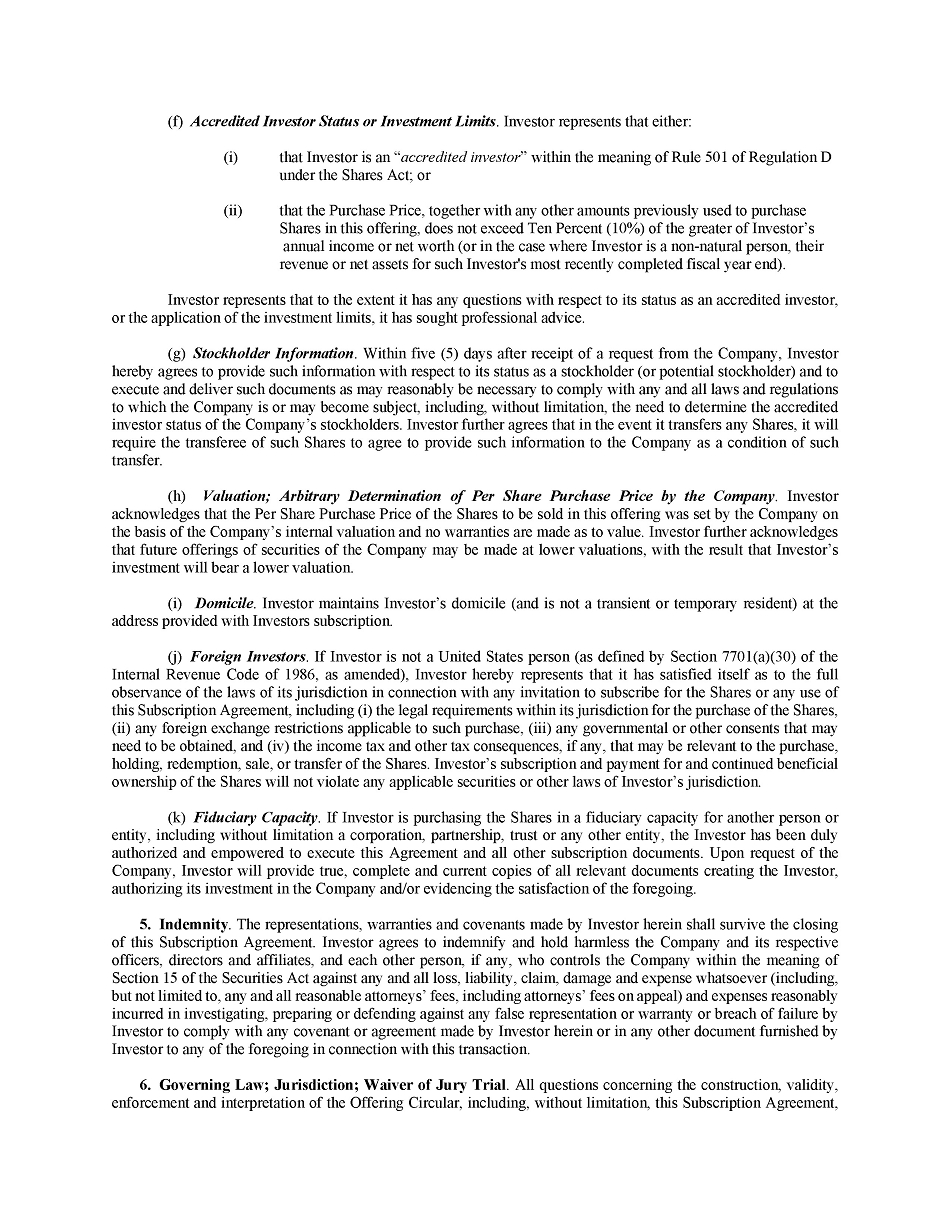 (f) Accredited Investor Status or Investment Limits. Investor represents that either:
(i) that Investor is an “accredited investor” within the meaning of Rule 501 of Regulation D
under the Shares Act; or
(ii) that the Purchase Price, together with any other amounts previously used to purchase
Shares in this offering, does not exceed Ten Percent (10%) of the greater of Investor’s
annual income or net worth (or in the case where Investor is a non-natural person, their
revenue or net assets for such Investor's most recently completed fiscal year end).
Investor represents that to the extent it has any questions with respect to its status as an accredited investor,
or the application of the investment limits, it has sought professional advice.
(g) Stockholder Information. Within five (5) days after receipt of a request from the Company, Investor
hereby agrees to provide such information with respect to its status as a stockholder (or potential stockholder) and to
execute and deliver such documents as may reasonably be necessary to comply with any and all laws and regulations
to which the Company is or may become subject, including, without limitation, the need to determine the accredited
investor status of the Company’s stockholders. Investor further agrees that in the event it transfers any Shares, it will
require the transferee of such Shares to agree to provide such information to the Company as a condition of such
transfer.
(h) Valuation; Arbitrary Determination of Per Share Purchase Price by the Company. Investor
acknowledges that the Per Share Purchase Price of the Shares to be sold in this offering was set by the Company on
the basis of the Company’s internal valuation and no warranties are made as to value. Investor further acknowledges
that future offerings of securities of the Company may be made at lower valuations, with the result that Investor’s
investment will bear a lower valuation.
(i) Domicile. Investor maintains Investor’s domicile (and is not a transient or temporary resident) at the
address provided with Investors subscription.
(j) Foreign Investors. If Investor is not a United States person (as defined by Section 7701(a)(30) of the
Internal Revenue Code of 1986, as amended), Investor hereby represents that it has satisfied itself as to the full
observance of the laws of its jurisdiction in connection with any invitation to subscribe for the Shares or any use of
this Subscription Agreement, including (i) the legal requirements within its jurisdiction for the purchase of the Shares,
(ii) any foreign exchange restrictions applicable to such purchase, (iii) any governmental or other consents that may
need to be obtained, and (iv) the income tax and other tax consequences, if any, that may be relevant to the purchase,
holding, redemption, sale, or transfer of the Shares. Investor’s subscription and payment for and continued beneficial
ownership of the Shares will not violate any applicable securities or other laws of Investor’s jurisdiction.
(k) Fiduciary Capacity. If Investor is purchasing the Shares in a fiduciary capacity for another person or
entity, including without limitation a corporation, partnership, trust or any other entity, the Investor has been duly
authorized and empowered to execute this Agreement and all other subscription documents. Upon request of the
Company, Investor will provide true, complete and current copies of all relevant documents creating the Investor,
authorizing its investment in the Company and/or evidencing the satisfaction of the foregoing.
5. Indemnity. The representations, warranties and covenants made by Investor herein shall survive the closing
of this Subscription Agreement. Investor agrees to indemnify and hold harmless the Company and its respective
officers, directors and affiliates, and each other person, if any, who controls the Company within the meaning of
Section 15 of the Securities Act against any and all loss, liability, claim, damage and expense whatsoever (including,
but not limited to, any and all reasonable attorneys’ fees, including attorneys’ fees on appeal) and expenses reasonably
incurred in investigating, preparing or defending against any false representation or warranty or breach of failure by
Investor to comply with any covenant or agreement made by Investor herein or in any other document furnished by
Investor to any of the foregoing in connection with this transaction.
6. Governing Law; Jurisdiction; Waiver of Jury Trial. All questions concerning the construction, validity,
enforcement and interpretation of the Offering Circular, including, without limitation, this Subscription Agreement,